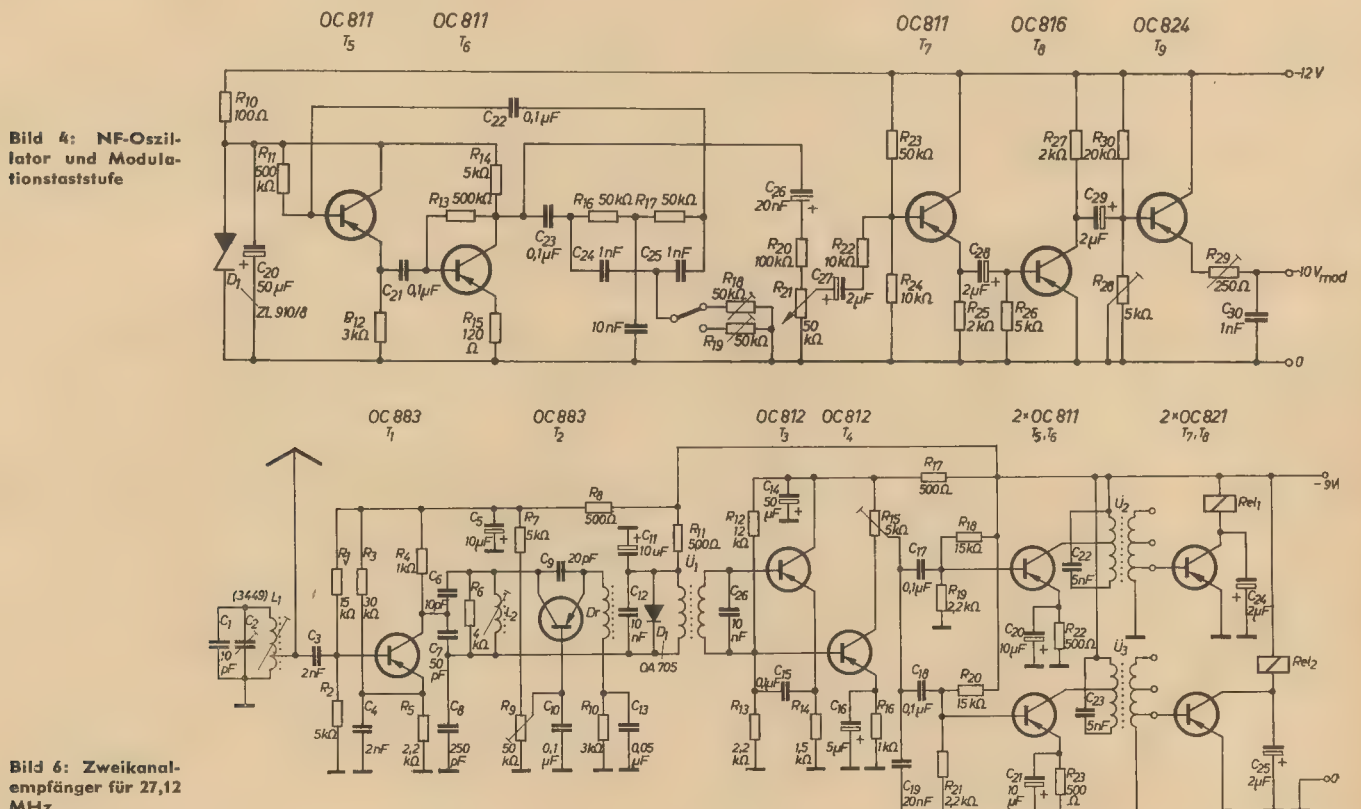 OC 811
T5
OC 811
T6
OC 811
T7
OC 816
T8
OC 824
T9
Bild 4: NF-Oszil-
lator und Modula-
tionstaststufe
R10
100Ω
R11
500
kΩ
D1
C20
50 µF
ZL 910/8
R12
3kΩ
C21
0,1µF
C22
0,1µF
R13 500kΩ
R14
5kΩ
R15
120
Ω
C23
0,1µF
R16 50kΩ
R17 50kΩ
C24 1nF
C25 1nF
10nF
R18
50kΩ
R19 50kΩ
C26
20nF
R20
100kΩ
R21
50
kΩ
C27
2µF
R22
10kΩ
R23
50kΩ
R24
10kΩ
C28
2µF
R25
2kΩ
R26
5kΩ
R27
2kΩ
C29
2µF
R30
20kΩ
R28
5kΩ
R29
250Ω
C30
1nF
-12V
-10Vmod
0
OC 883
T1
OC 883
T2
OC 812
T3
OC 812
T4
2×OC 811
T5, T6
2×OC 821
T7, T8
Bild 6: Zweikanal-
empfänger für 27,12
MHz
(3449) L1
C1
C2
10
pF
C3
2nF
R1
15
kΩ
R2
5kΩ
R3
30
kΩ
C4
2nF
R4
1kΩ
R5
2,2
kΩ
C6
10pF
C7
50
pF
C8
250
pF
C5
10µF
R6
4
kΩ
L2
R7
5kΩ
R8
500Ω
C9
20pF
R9
50
kΩ
C10
0,1
µF
Dr
R10
3kΩ
C11
10uF
C12
10
nF
D1
OA 705
C13
0,05
µF
R11
500Ω
Ü1
C26
10
nF
R12
12
kΩ
C14
50
µF
R13
2,2
kΩ
C15
0,1µF
R14
1,5
kΩ
R15
5kΩ
C16
5µF
R16
1kΩ
R17
500Ω
C17
0,1µF
R18
15kΩ
R19
2,2kΩ
C18
0,1µF
C19
20nF
R20
15kΩ
R21
2,2kΩ
C20
10µF
R22
500Ω
C21
10
µF
R23
500
Ω
C22
5nF
C23
5nF
Ü2
Ü3
Rel1
C24
2µF
Rel2
C25
2µF
-9V